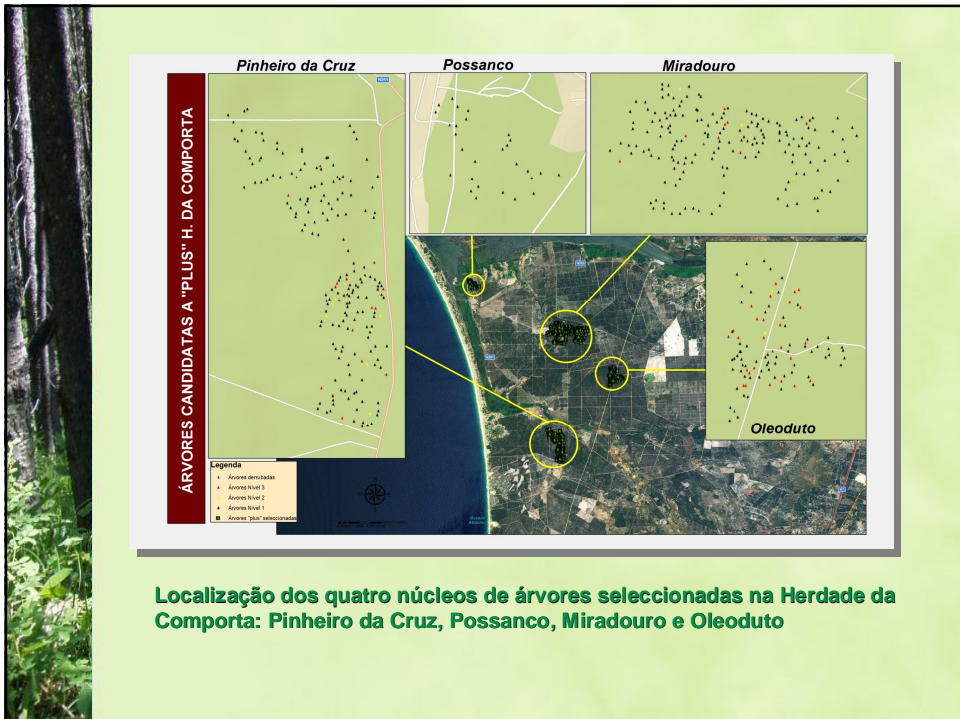 ÁRVORES CANDIDATAS A "PLUS" H. DA COMPORTA
Pinheiro da Cruz
Possanco
Miradouro
Oleoduto
Legenda
Árvores derrubadas
Árvores Nível 3
Árvores Nível 2
Árvores Nível 1
Árvores "plus" seleccionadas
Localização dos quatro núcleos de árvores seleccionadas na Herdade da
Comporta: Pinheiro da Cruz, Possanco, Miradouro e Oleoduto